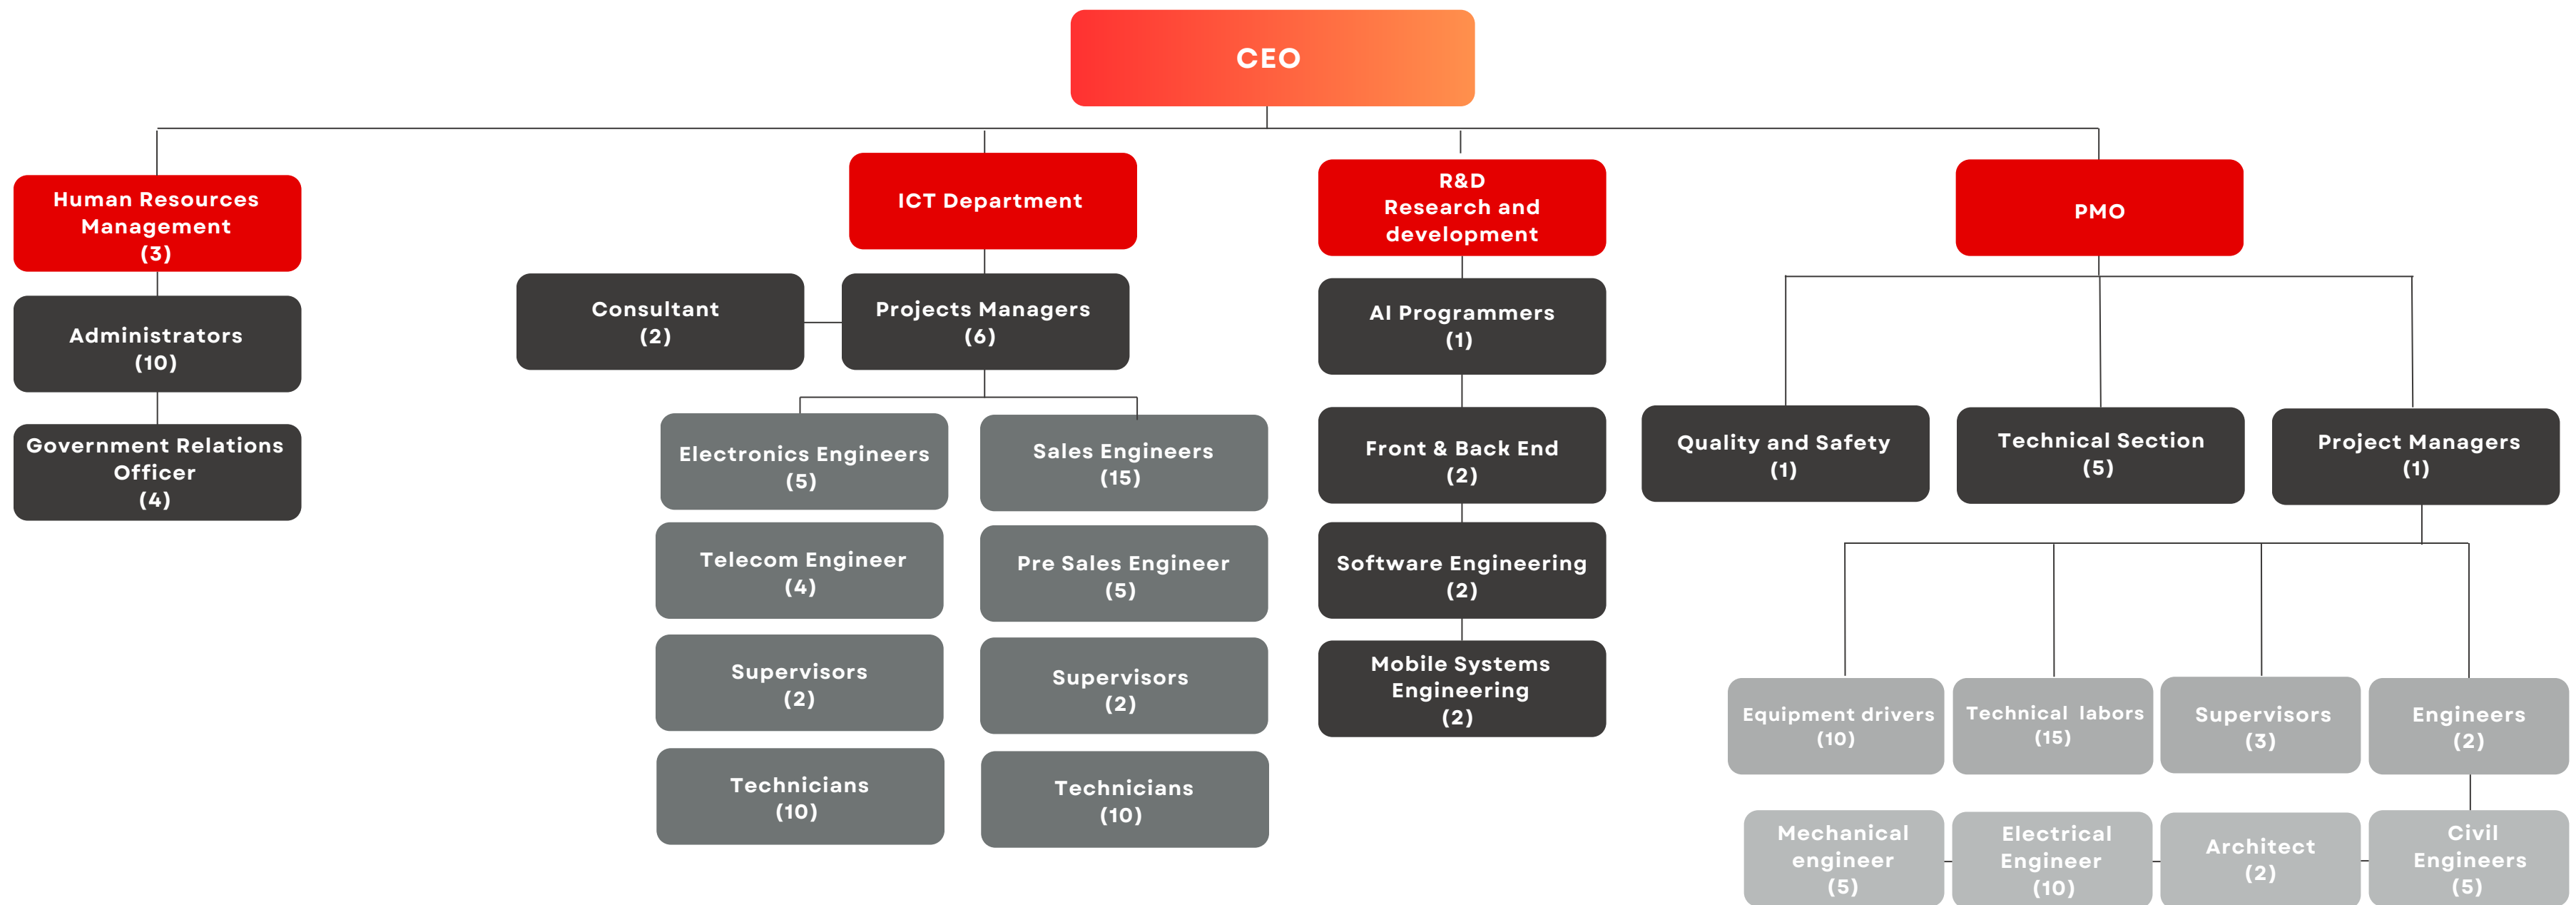 CEO
Human Resources
Management
(3)
Administrators
(10)
Government Relations
Officer
(4)
ICT Department
Consultant
(2)
Projects Managers
(6)
Electronics Engineers
(5)
Telecom Engineer
(4)
Supervisors
(2)
Technicians
(10)
Sales Engineers
(15)
Pre Sales Engineer
(5)
Supervisors
(2)
Technicians
(10)
R&D
Research and
development
AI Programmers
(1)
Front & Back End
(2)
Software Engineering
(2)
Mobile Systems
Engineering
(2)
PMO
Quality and Safety
(1)
Technical Section
(5)
Project Managers
(1)
Equipment drivers
(10)
Technical labors
(15)
Supervisors
(3)
Engineers
(2)
Mechanical
engineer
(5)
Electrical
Engineer
(10)
Architect
(2)
Civil
Engineers
(5)